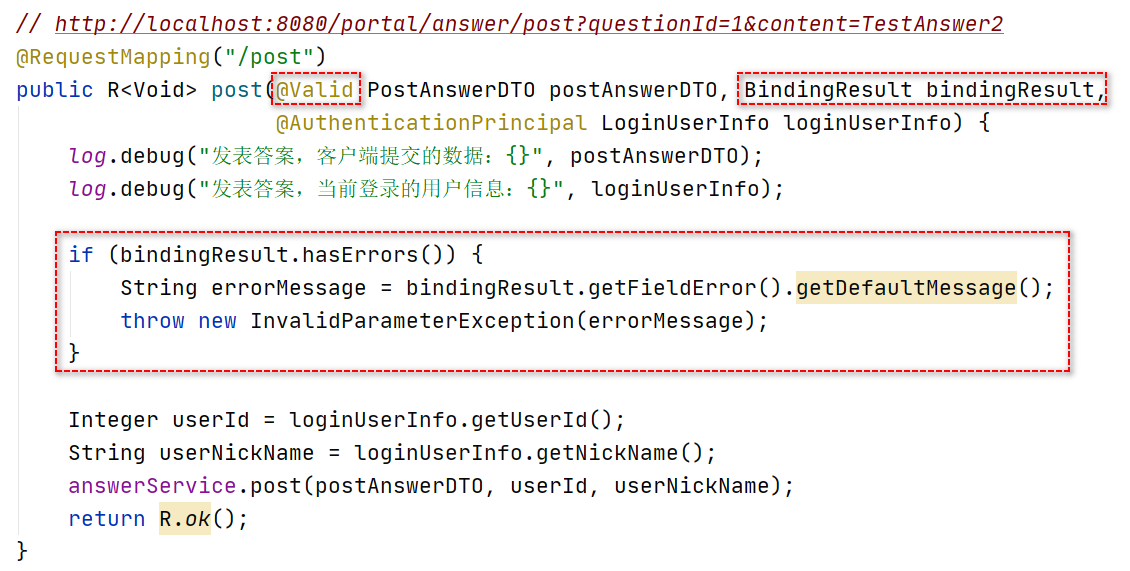 // http://localhost:8080/portal/answer/post?questionId=1&content=TestAnswer2
@RequestMapping("/post")
public R<Void> post(@Valid PostAnswerDTO postAnswerDTO, BindingResult bindingResult,
@AuthenticationPrincipal LoginUserInfo loginUserInfo) {
log.debug("发表答案，客户端提交的数据：{}", postAnswerDTO);
log.debug("发表答案，当前登录的用户信息：{}", loginUserInfo);
if (bindingResult.hasErrors()) {
String errorMessage = bindingResult.getFieldError().getDefaultMessage();
throw new InvalidParameterException(errorMessage);
}
Integer userId = loginUserInfo.getUserId();
String userNickName = loginUserInfo.getNickName();
answerService.post(postAnswerDTO, userId, userNickName);
return R.ok();
}